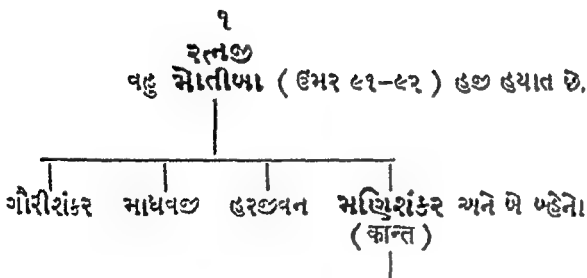 ૧
રત્નજી
વહુ મોતીબા ( ઉંમર ૯૧–૯૨ ) હજી હયાત છે.
ગૌરીશંકર માધવજી હરજીવન મણિશંકર અને બે બ્હેનો
(कान्त)